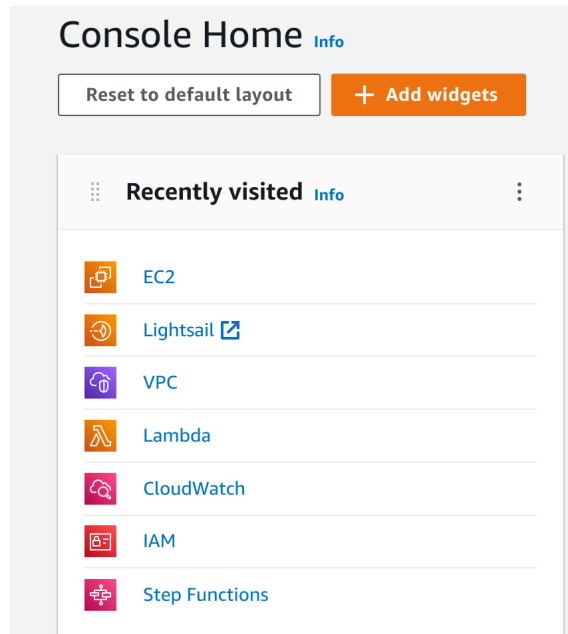 Console Home Info
Reset to default layout + Add widgets
Recently visited Info
EC2
Lightsail
VPC
Lambda
CloudWatch
IAM
Step Functions